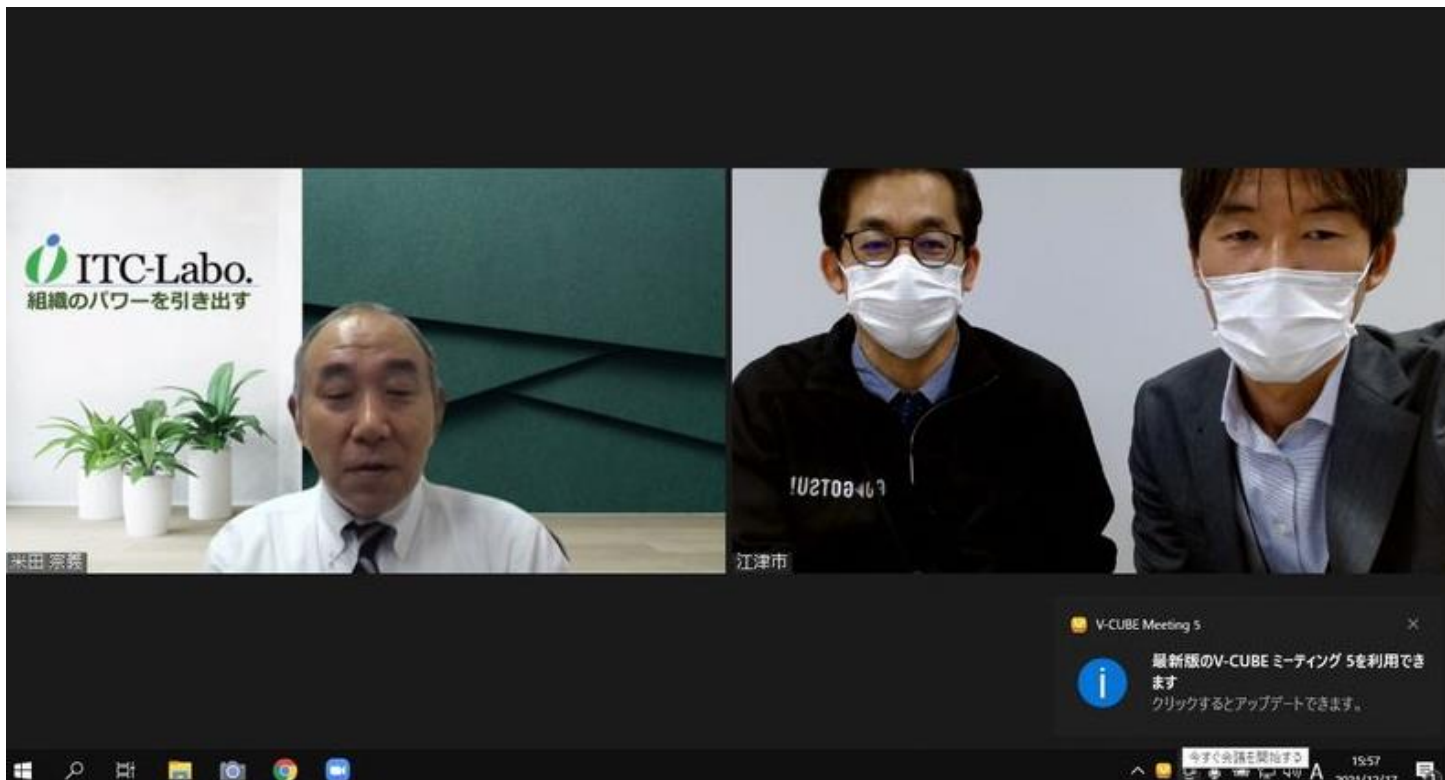 ITC-Labo.
組織のパワーを引き出す
米田 宗義
江津市
V-CUBE Meeting 5
最新版のV-CUBE ミーティング 5を利用でき
ます
クリックするとアップデートできます。
今すぐ会議を開始する
A
15:57
2021/12/17